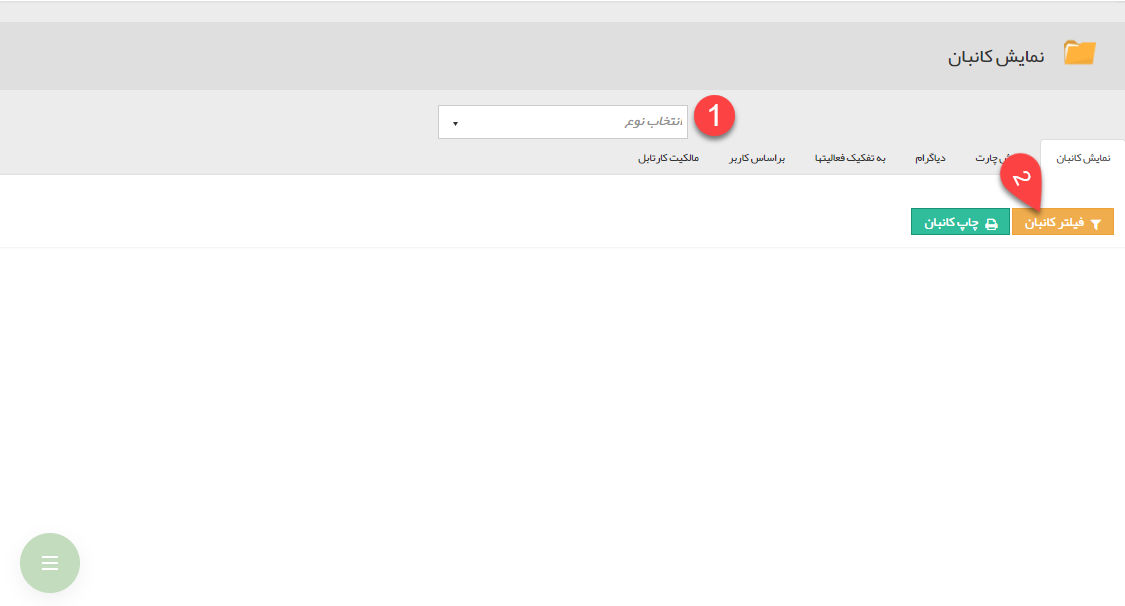 نمایش کانبان
انتخاب نوع
1
نمایش کانبان
چارت
دیاگرام
به تفکیک فعالیتها
براساس کاربر
مالکیت کارتابل
2
فیلتر کانبان
چاپ کانبان